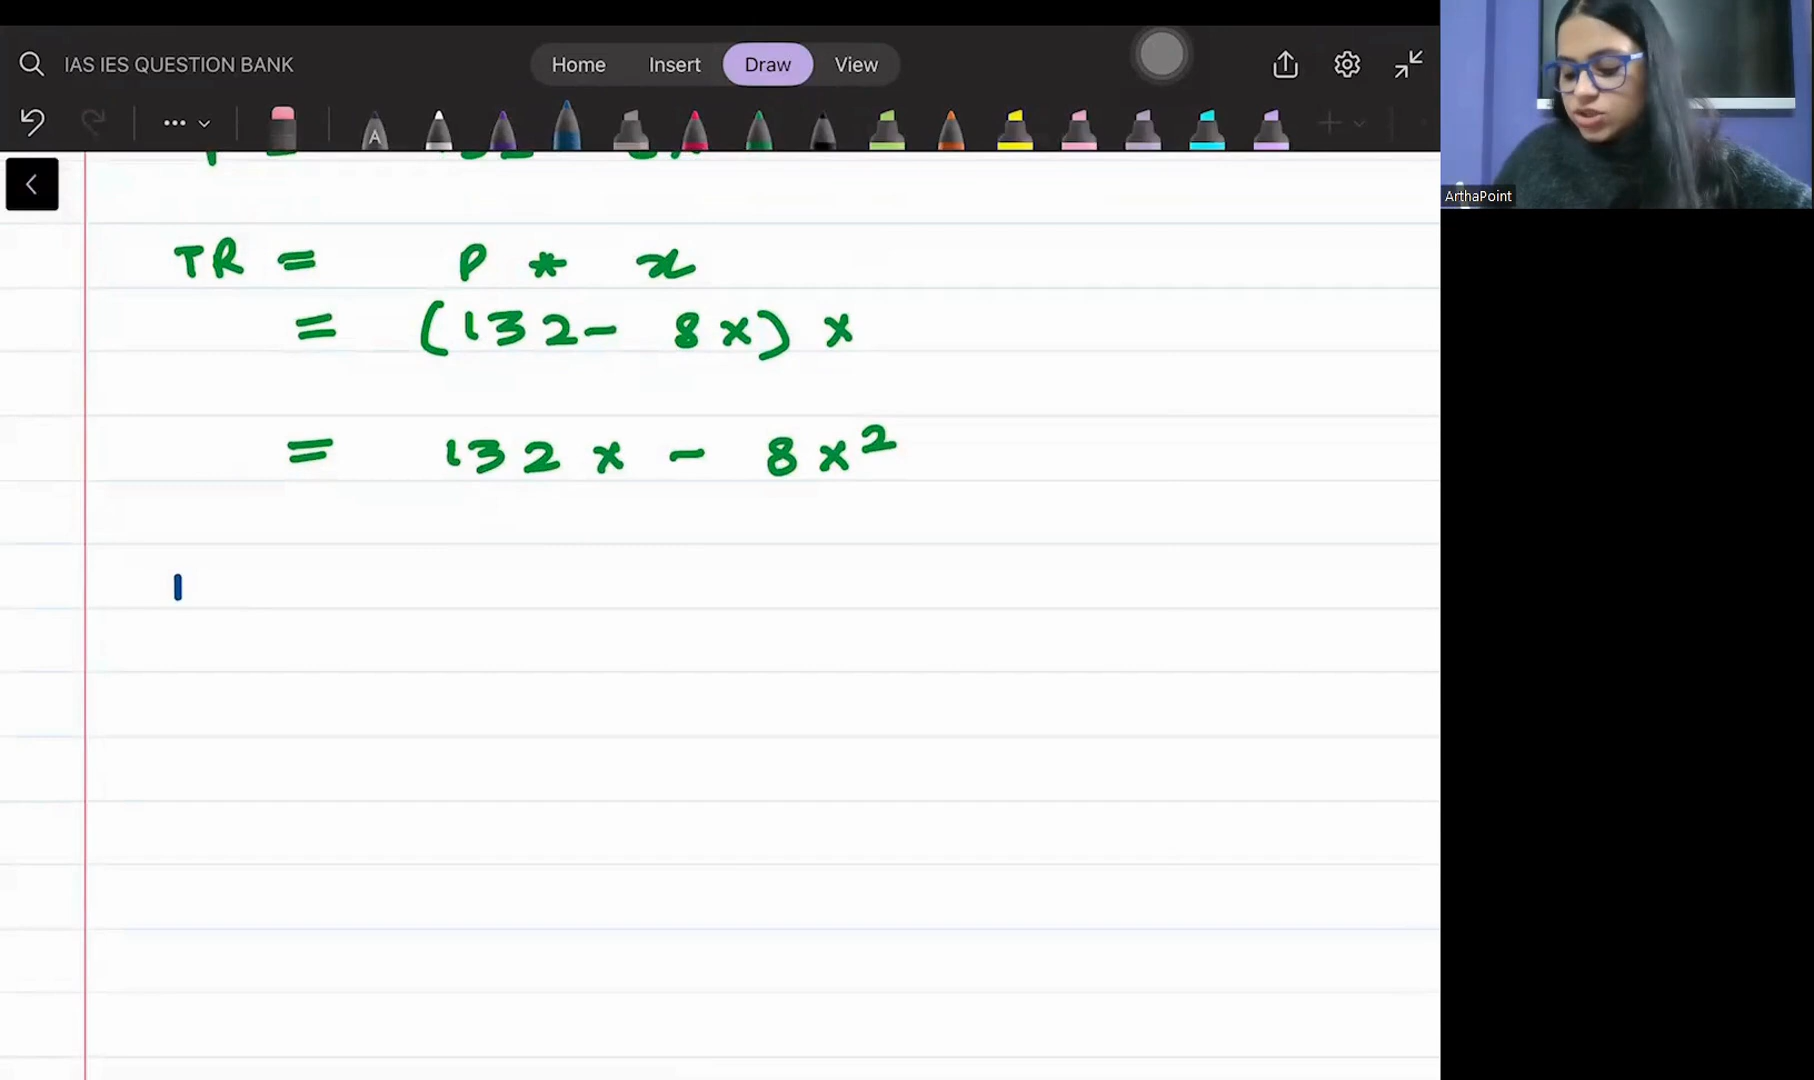 IAS IES QUESTION BANK
Home Insert Draw View
A
TR = P * x
= (132 - 8x) x
= 132x - 8x²
ArthaPoint